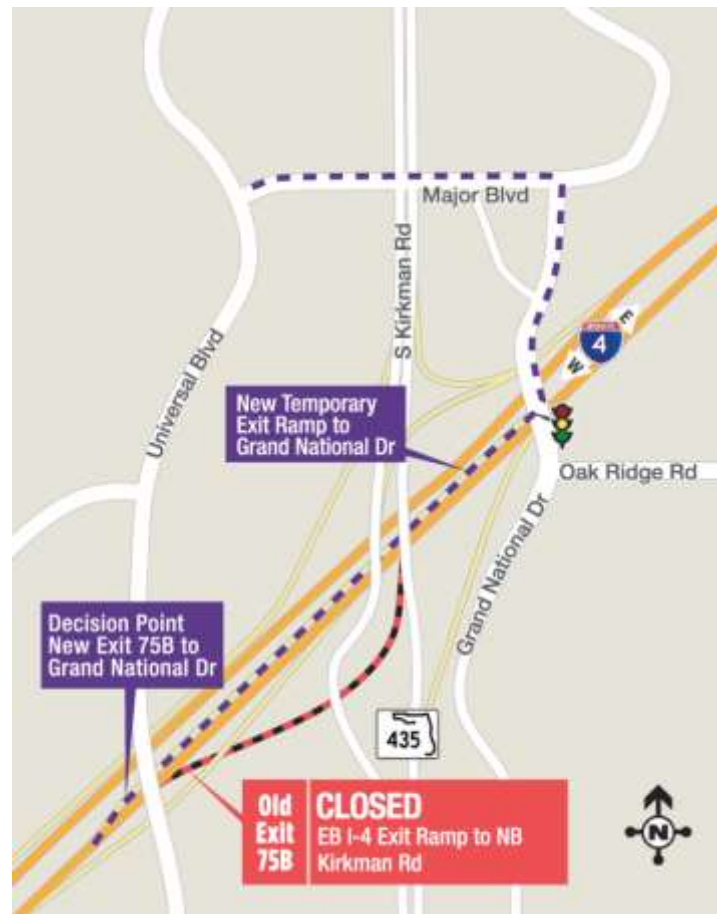 Major Blvd
S Kirkman Rd
Universal Blvd
E
4
W
New Temporary
Exit Ramp to
Grand National Dr
Oak Ridge Rd
Grand National Dr
Decision Point
New Exit 75B to
Grand National Dr
435
Old
Exit
75B
CLOSED
EB I-4 Exit Ramp to NB
Kirkman Rd
N